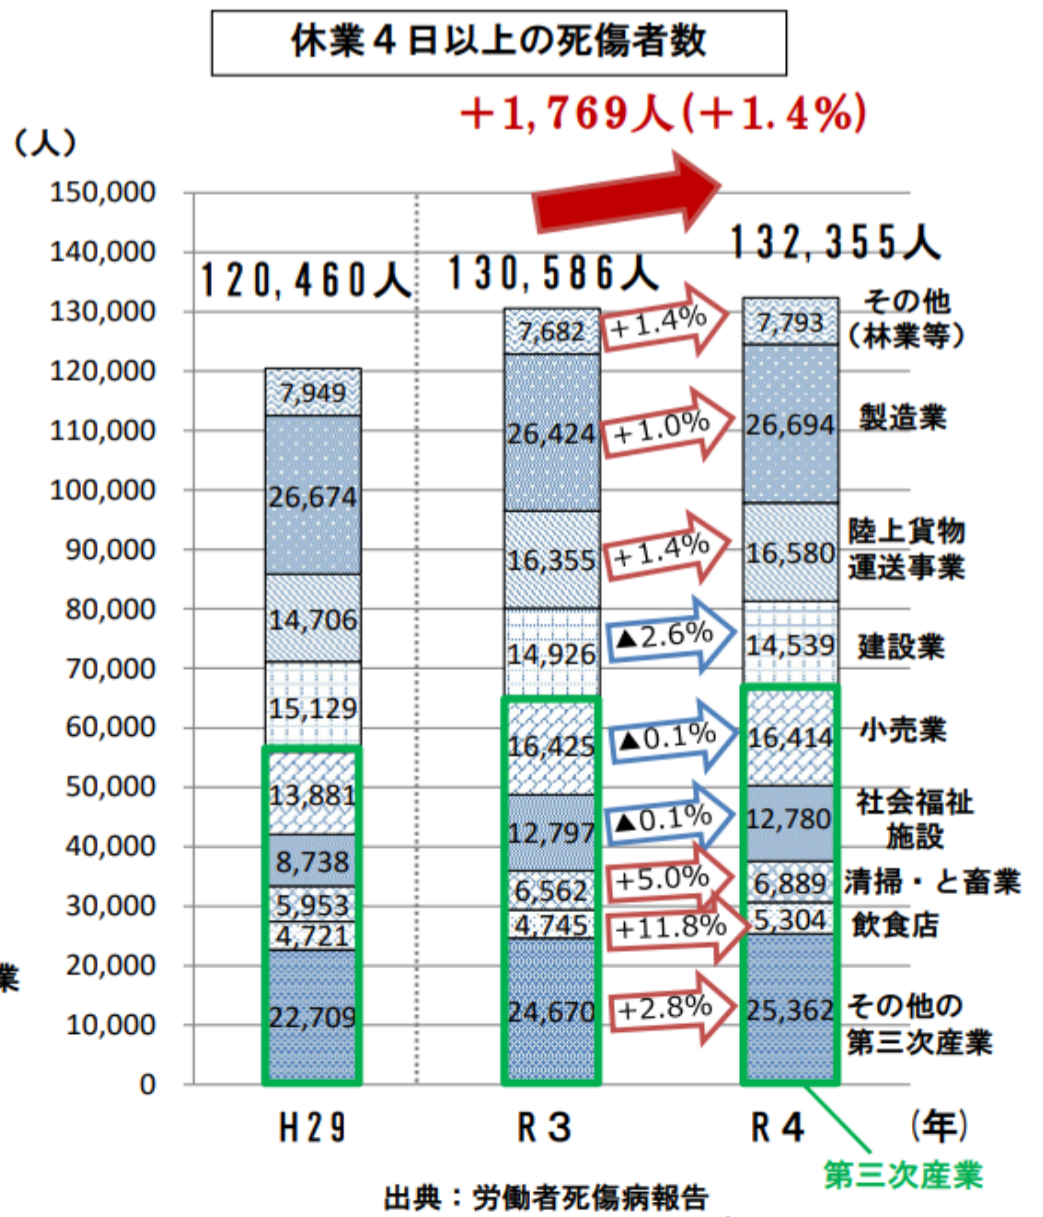 休業４日以上の死傷者数
＋1,769人(＋1.4%)
（人）
150,000
140,000
130,000
120,000
110,000
100,000
90,000
80,000
70,000
60,000
50,000
40,000
30,000
20,000
10,000
0
業
120,460人
7,949
26,674
14,706
15,129
13,881
8,738
5,953
4,721
22,709
H29
130,586人
7,682
26,424
16,355
14,926
16,425
12,797
6,562
4,745
24,670
R３
+1.4%
+1.0%
+1.4%
▲2.6%
▲0.1%
▲0.1%
+5.0%
+11.8%
+2.8%
132,355人
7,793
26,694
16,580
14,539
16,414
12,780
6,889
5,304
25,362
R４
その他
（林業等）
製造業
陸上貨物
運送事業
建設業
小売業
社会福祉
施設
清掃・と畜業
飲食店
その他の
第三次産業
(年)
第三次産業
出典：労働者死傷病報告